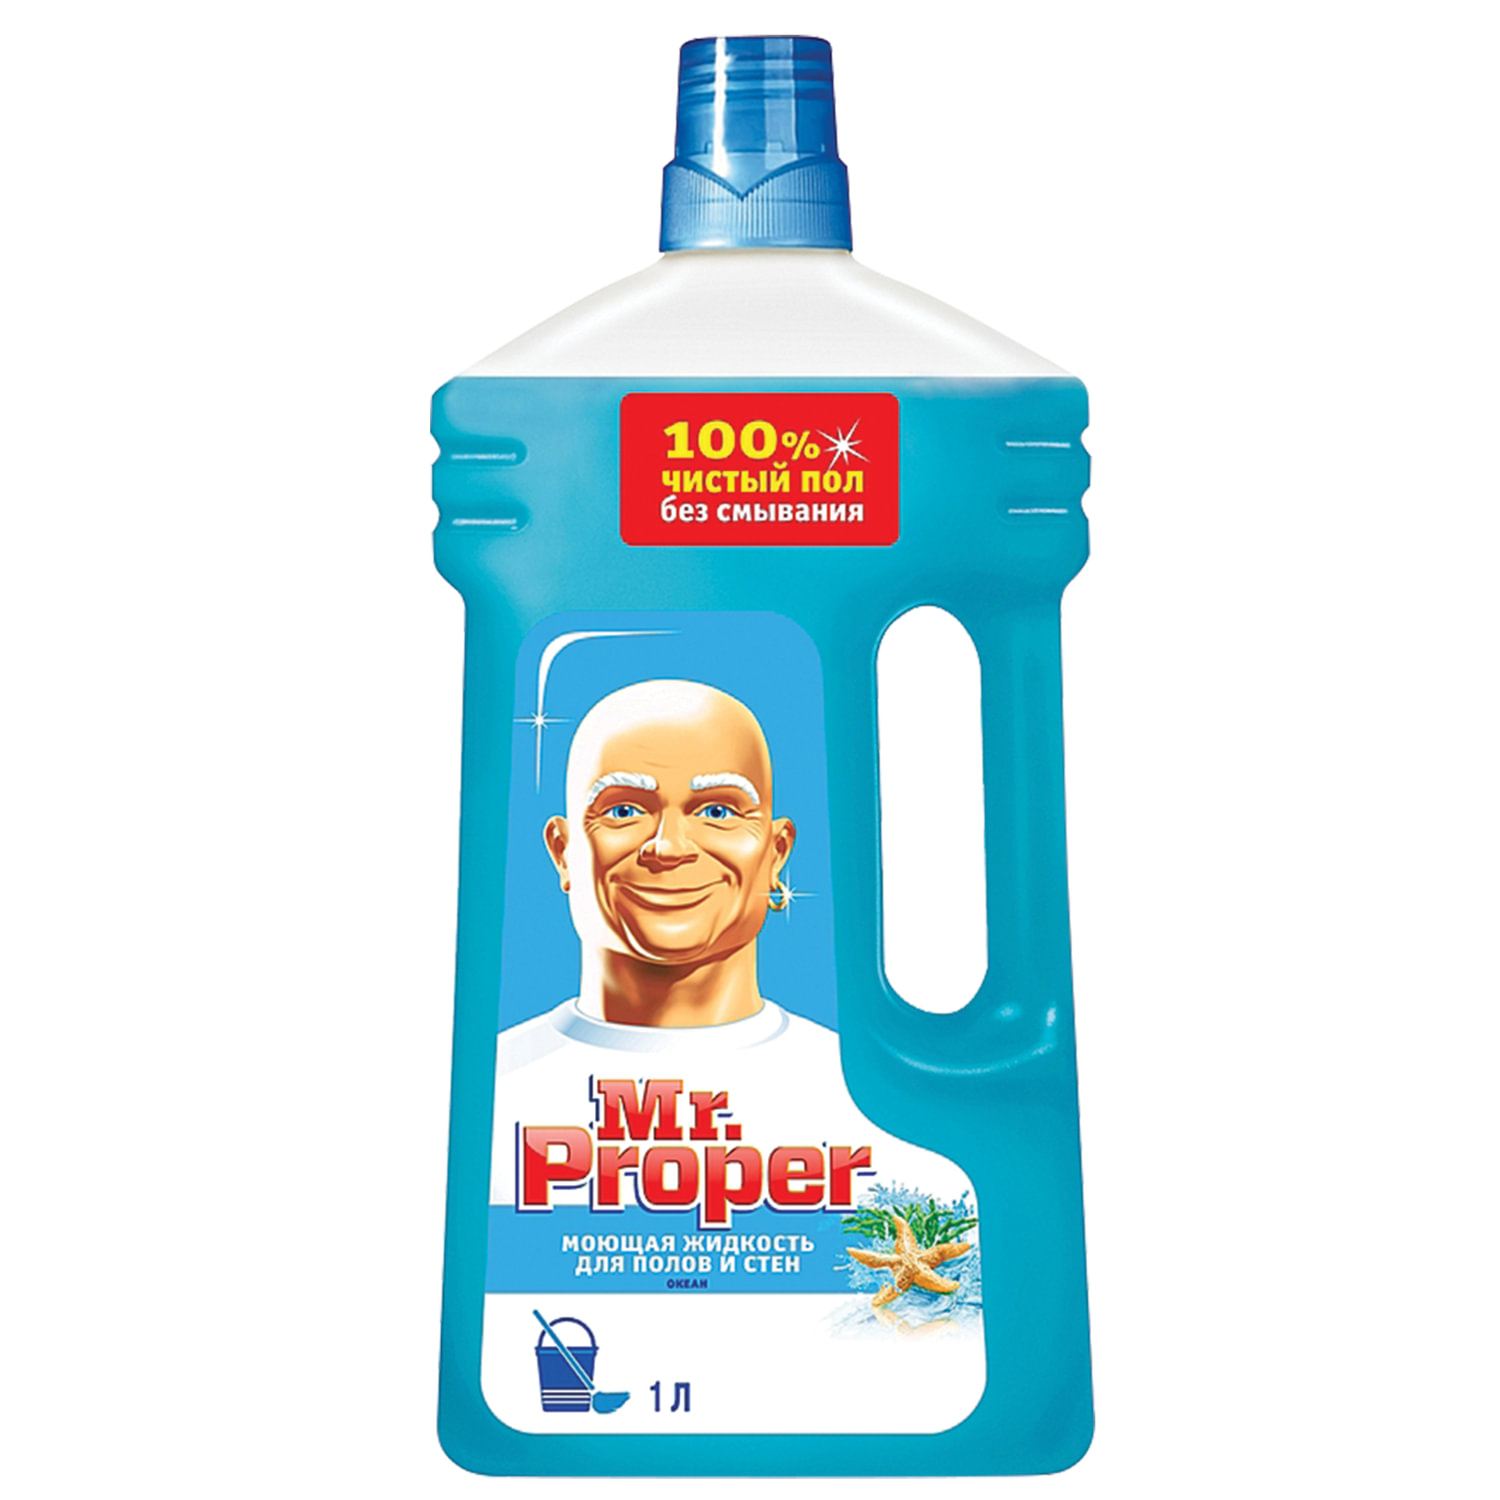 100%
ЧИСТЫЙ ПОЛ
без смывания
Mr.
Proper
МОЮЩАЯ ЖИДКОСТЬ
ДЛЯ ПОЛОВ И СТЕН
ОКЕАН
1 Л